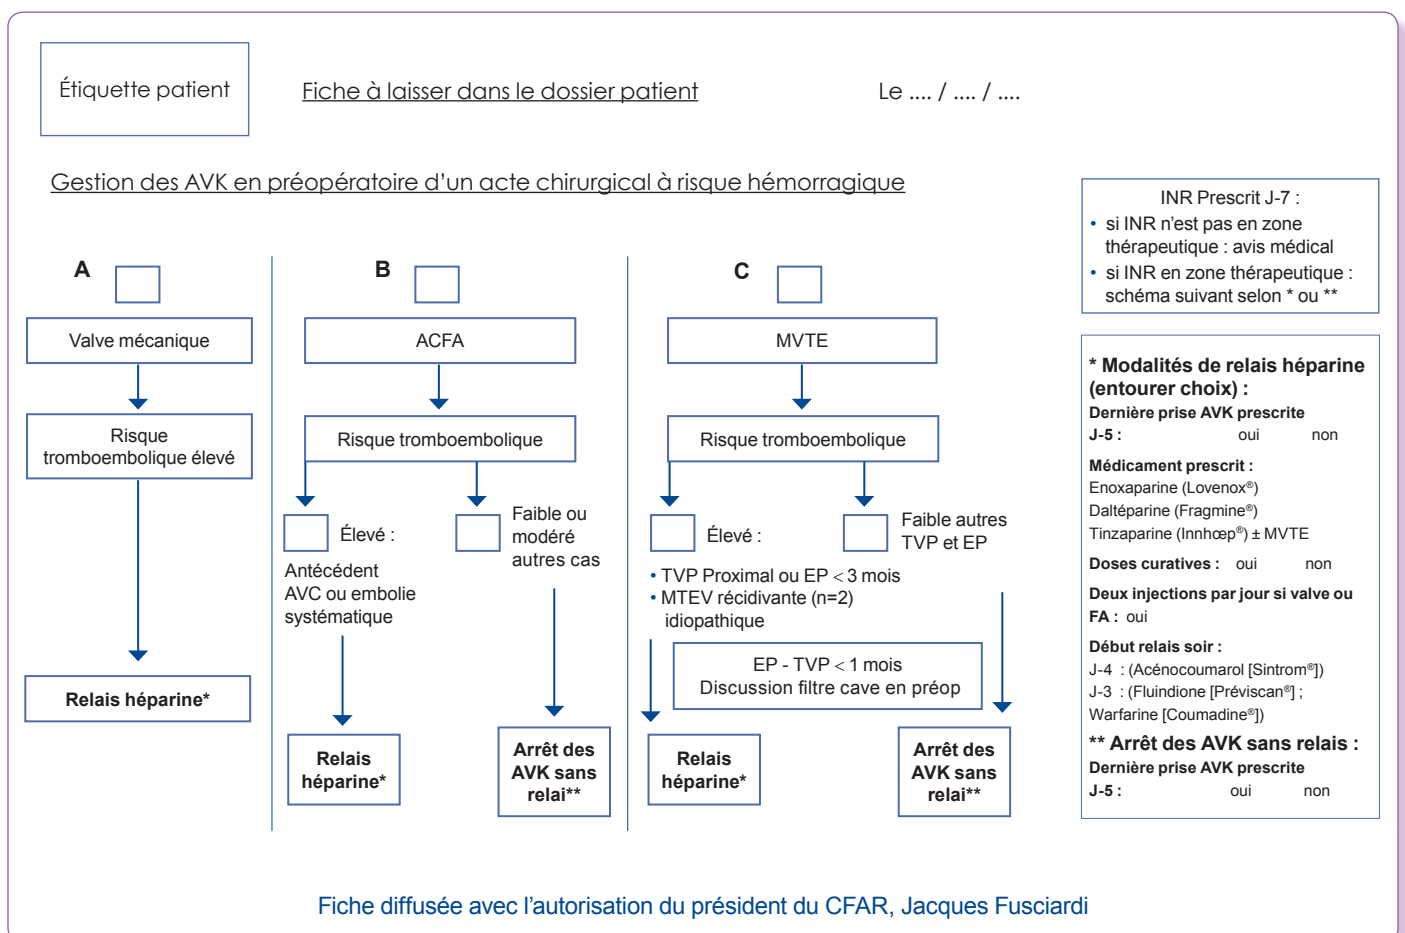 Étiquette patient
Fiche à laisser dans le dossier patient
Le .... / .... / ....
Gestion des AVK en préopératoire d'un acte chirurgical à risque hémorragique
A
Valve mécanique
Risque
tromboembolique élevé
Relais héparine*
B
ACFA
Risque tromboembolique
Élevé :
Antécédent
AVC ou embolie
systématique
Relais
héparine*
Faible ou
modéré
autres cas
Arrêt des
AVK sans
relai**
C
MVTE
Risque tromboembolique
Élevé :
• TVP Proximal ou EP < 3 mois
• MTEV récidivante (n=2)
idiopathique
Faible autres
TVP et EP
EP - TVP < 1 mois
Discussion filtre cave en préop
Relais
héparine*
Arrêt des
AVK sans
relai**
INR Prescrit J-7 :
• si INR n'est pas en zone
thérapeutique : avis médical
• si INR en zone thérapeutique :
schéma suivant selon * ou **
* Modalités de relais héparine
(entourer choix) :
Dernière prise AVK prescrite
J-5 : oui non
Médicament prescrit :
Enoxaparine (Lovenox®)
Daltéparine (Fragmine®)
Tinzaparine (Innhœp®) ± MVTE
Doses curatives : oui non
Deux injections par jour si valve ou
FA : oui
Début relais soir :
J-4 : (Acénocoumarol [Sintrom®])
J-3 : (Fluindione [Préviscan®] ;
Warfarine [Coumadine®])
** Arrêt des AVK sans relais :
Dernière prise AVK prescrite
J-5 : oui non
Fiche diffusée avec l'autorisation du président du CFAR, Jacques Fusciardi